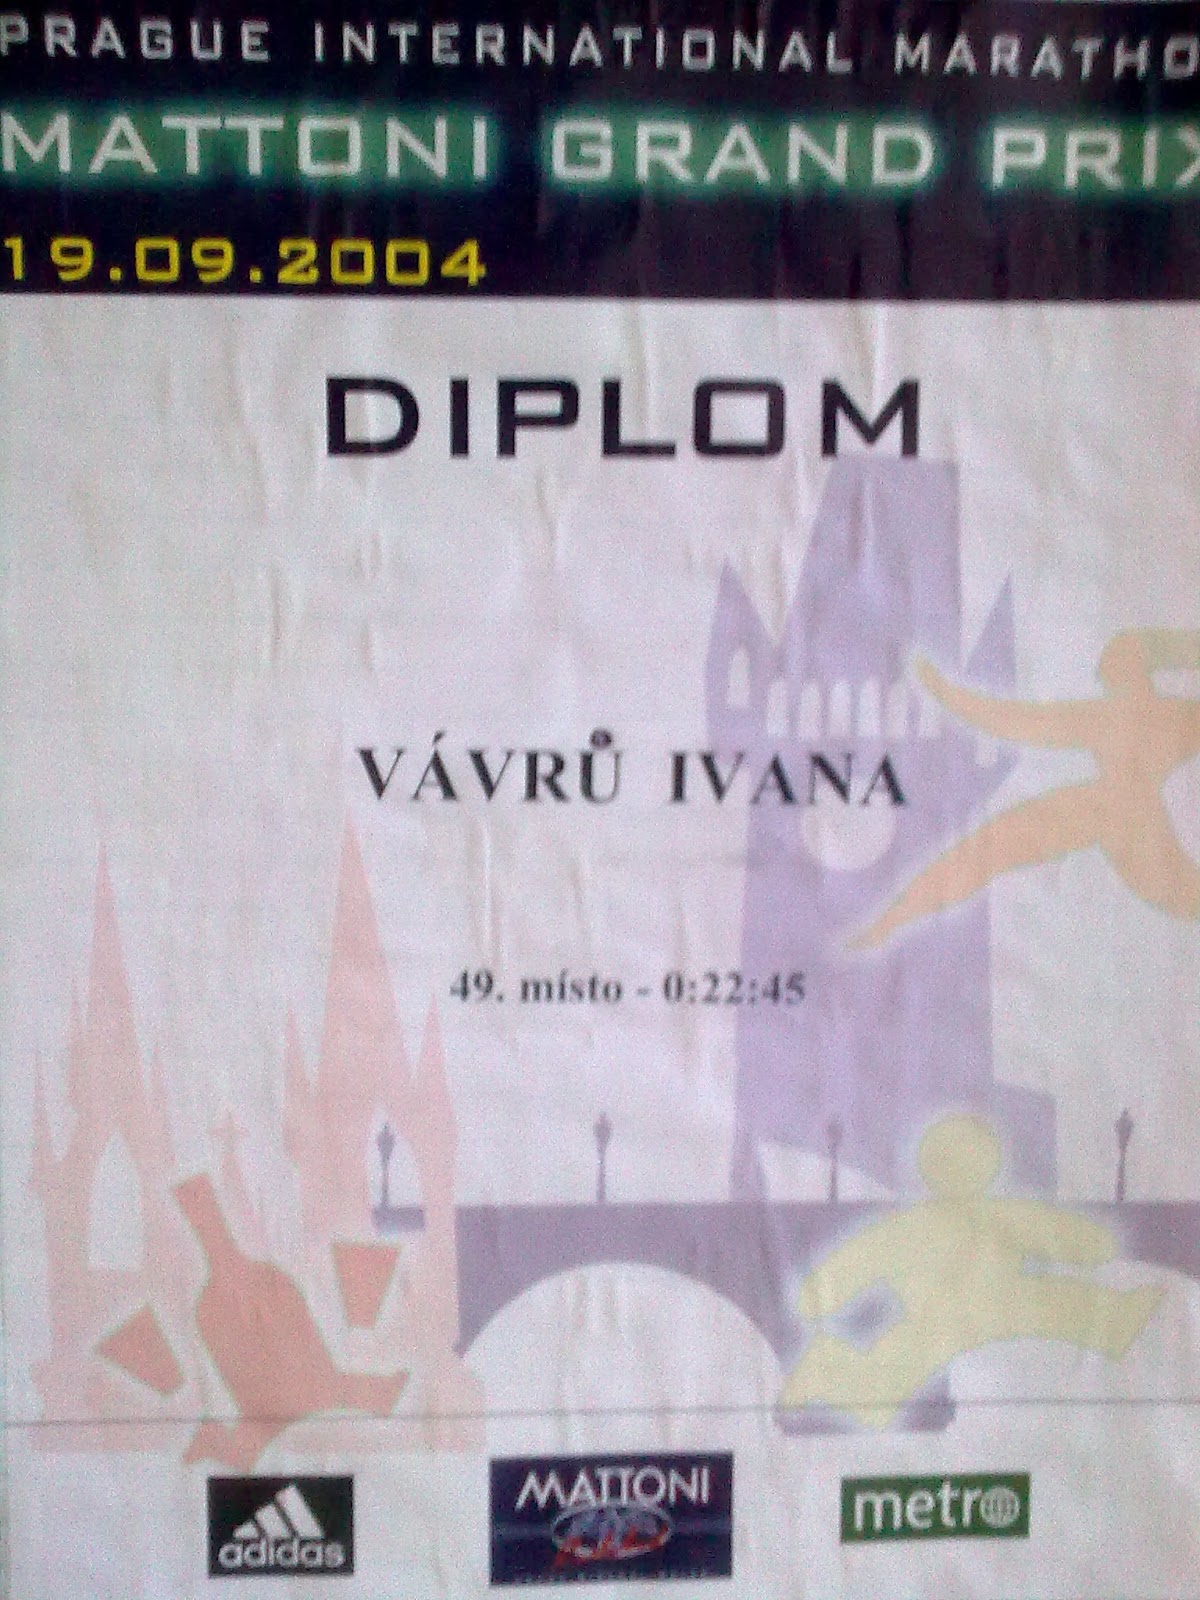 PRAGUE INTERNATIONAL MARATHO
MATTONI GRAND PRIX
19.09.2004
DIPLOM
VÁVRŮ IVANA
49. místo - 0:22:45
adidas
MATTONI
metro